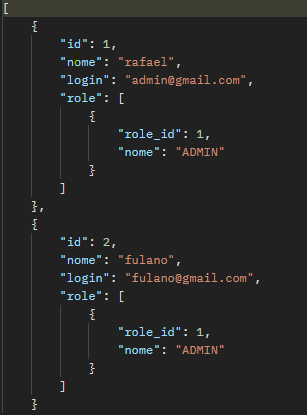 [
    {
        "id": 1,
        "nome": "rafael",
        "login": "admin@gmail.com",
        "role": [
            {
                "role_id": 1,
                "nome": "ADMIN"
            }
        ]
    },
    {
        "id": 2,
        "nome": "fulano",
        "login": "fulano@gmail.com",
        "role": [
            {
                "role_id": 1,
                "nome": "ADMIN"
            }
        ]
    }